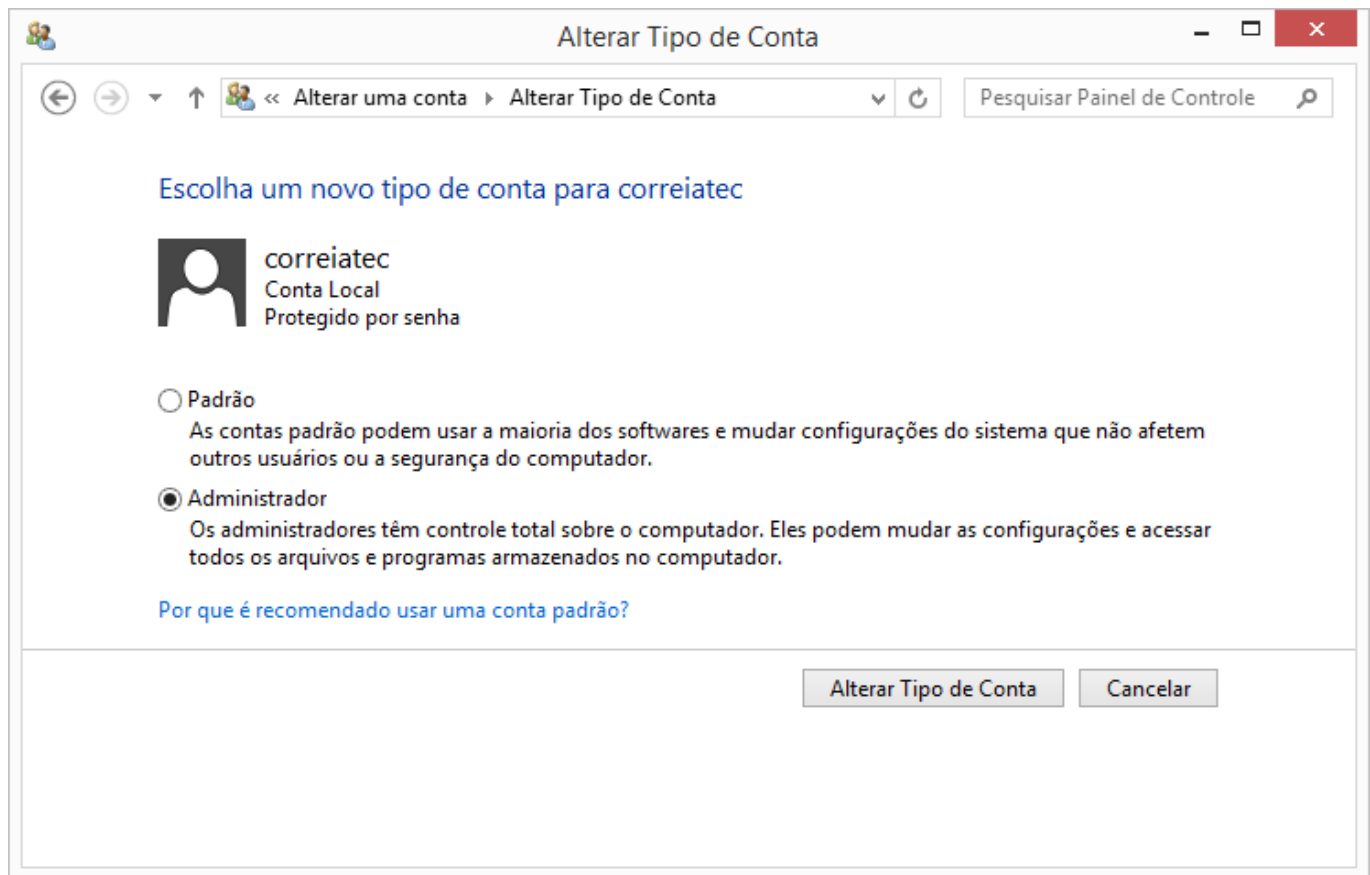 Alterar Tipo de Conta
« Alterar uma conta Alterar Tipo de Conta
Pesquisar Painel de Controle
Escolha um novo tipo de conta para correiatec
correiatec
Conta Local
Protegido por senha
Padrão
As contas padrão podem usar a maioria dos softwares e mudar configurações do sistema que não afetem
outros usuários ou a segurança do computador.
Administrador
Os administradores têm controle total sobre o computador. Eles podem mudar as configurações e acessar
todos os arquivos e programas armazenados no computador.
Por que é recomendado usar uma conta padrão?
Alterar Tipo de Conta
Cancelar